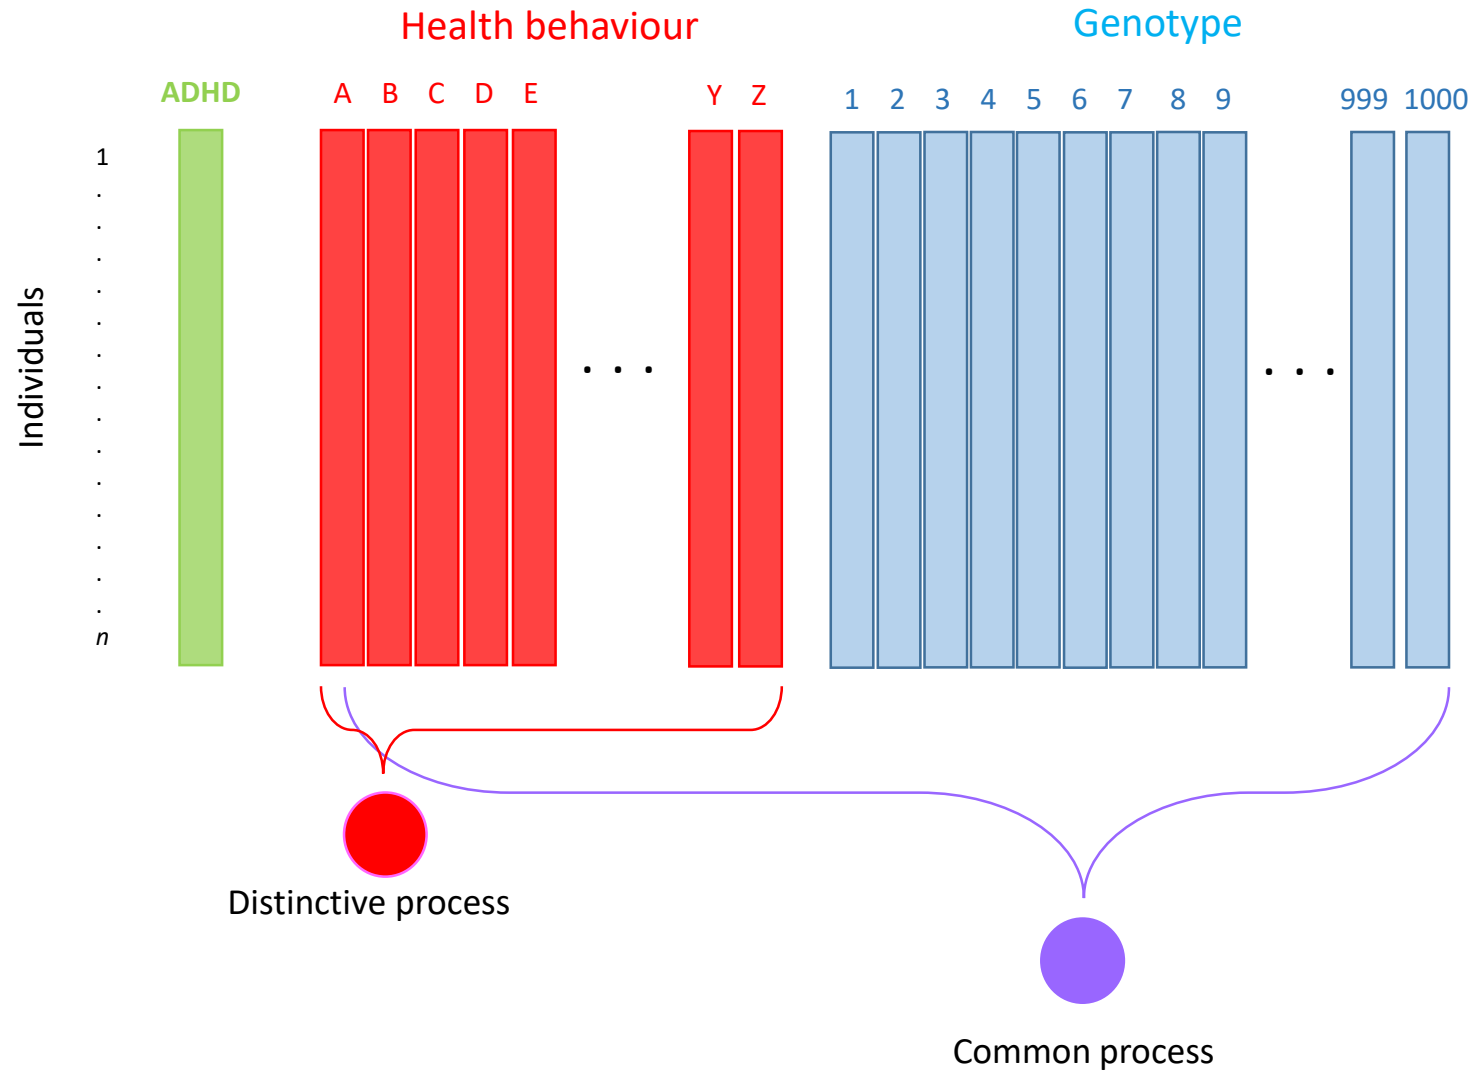 Health behaviour
Genotype
ADHD
A B C D E
. . .
Y Z
1 2 3 4 5 6 7 8 9
. . .
999 1000
Individuals
1
.
.
.
.
.
.
.
.
.
.
.
.
.
.
n
Distinctive process
Common process